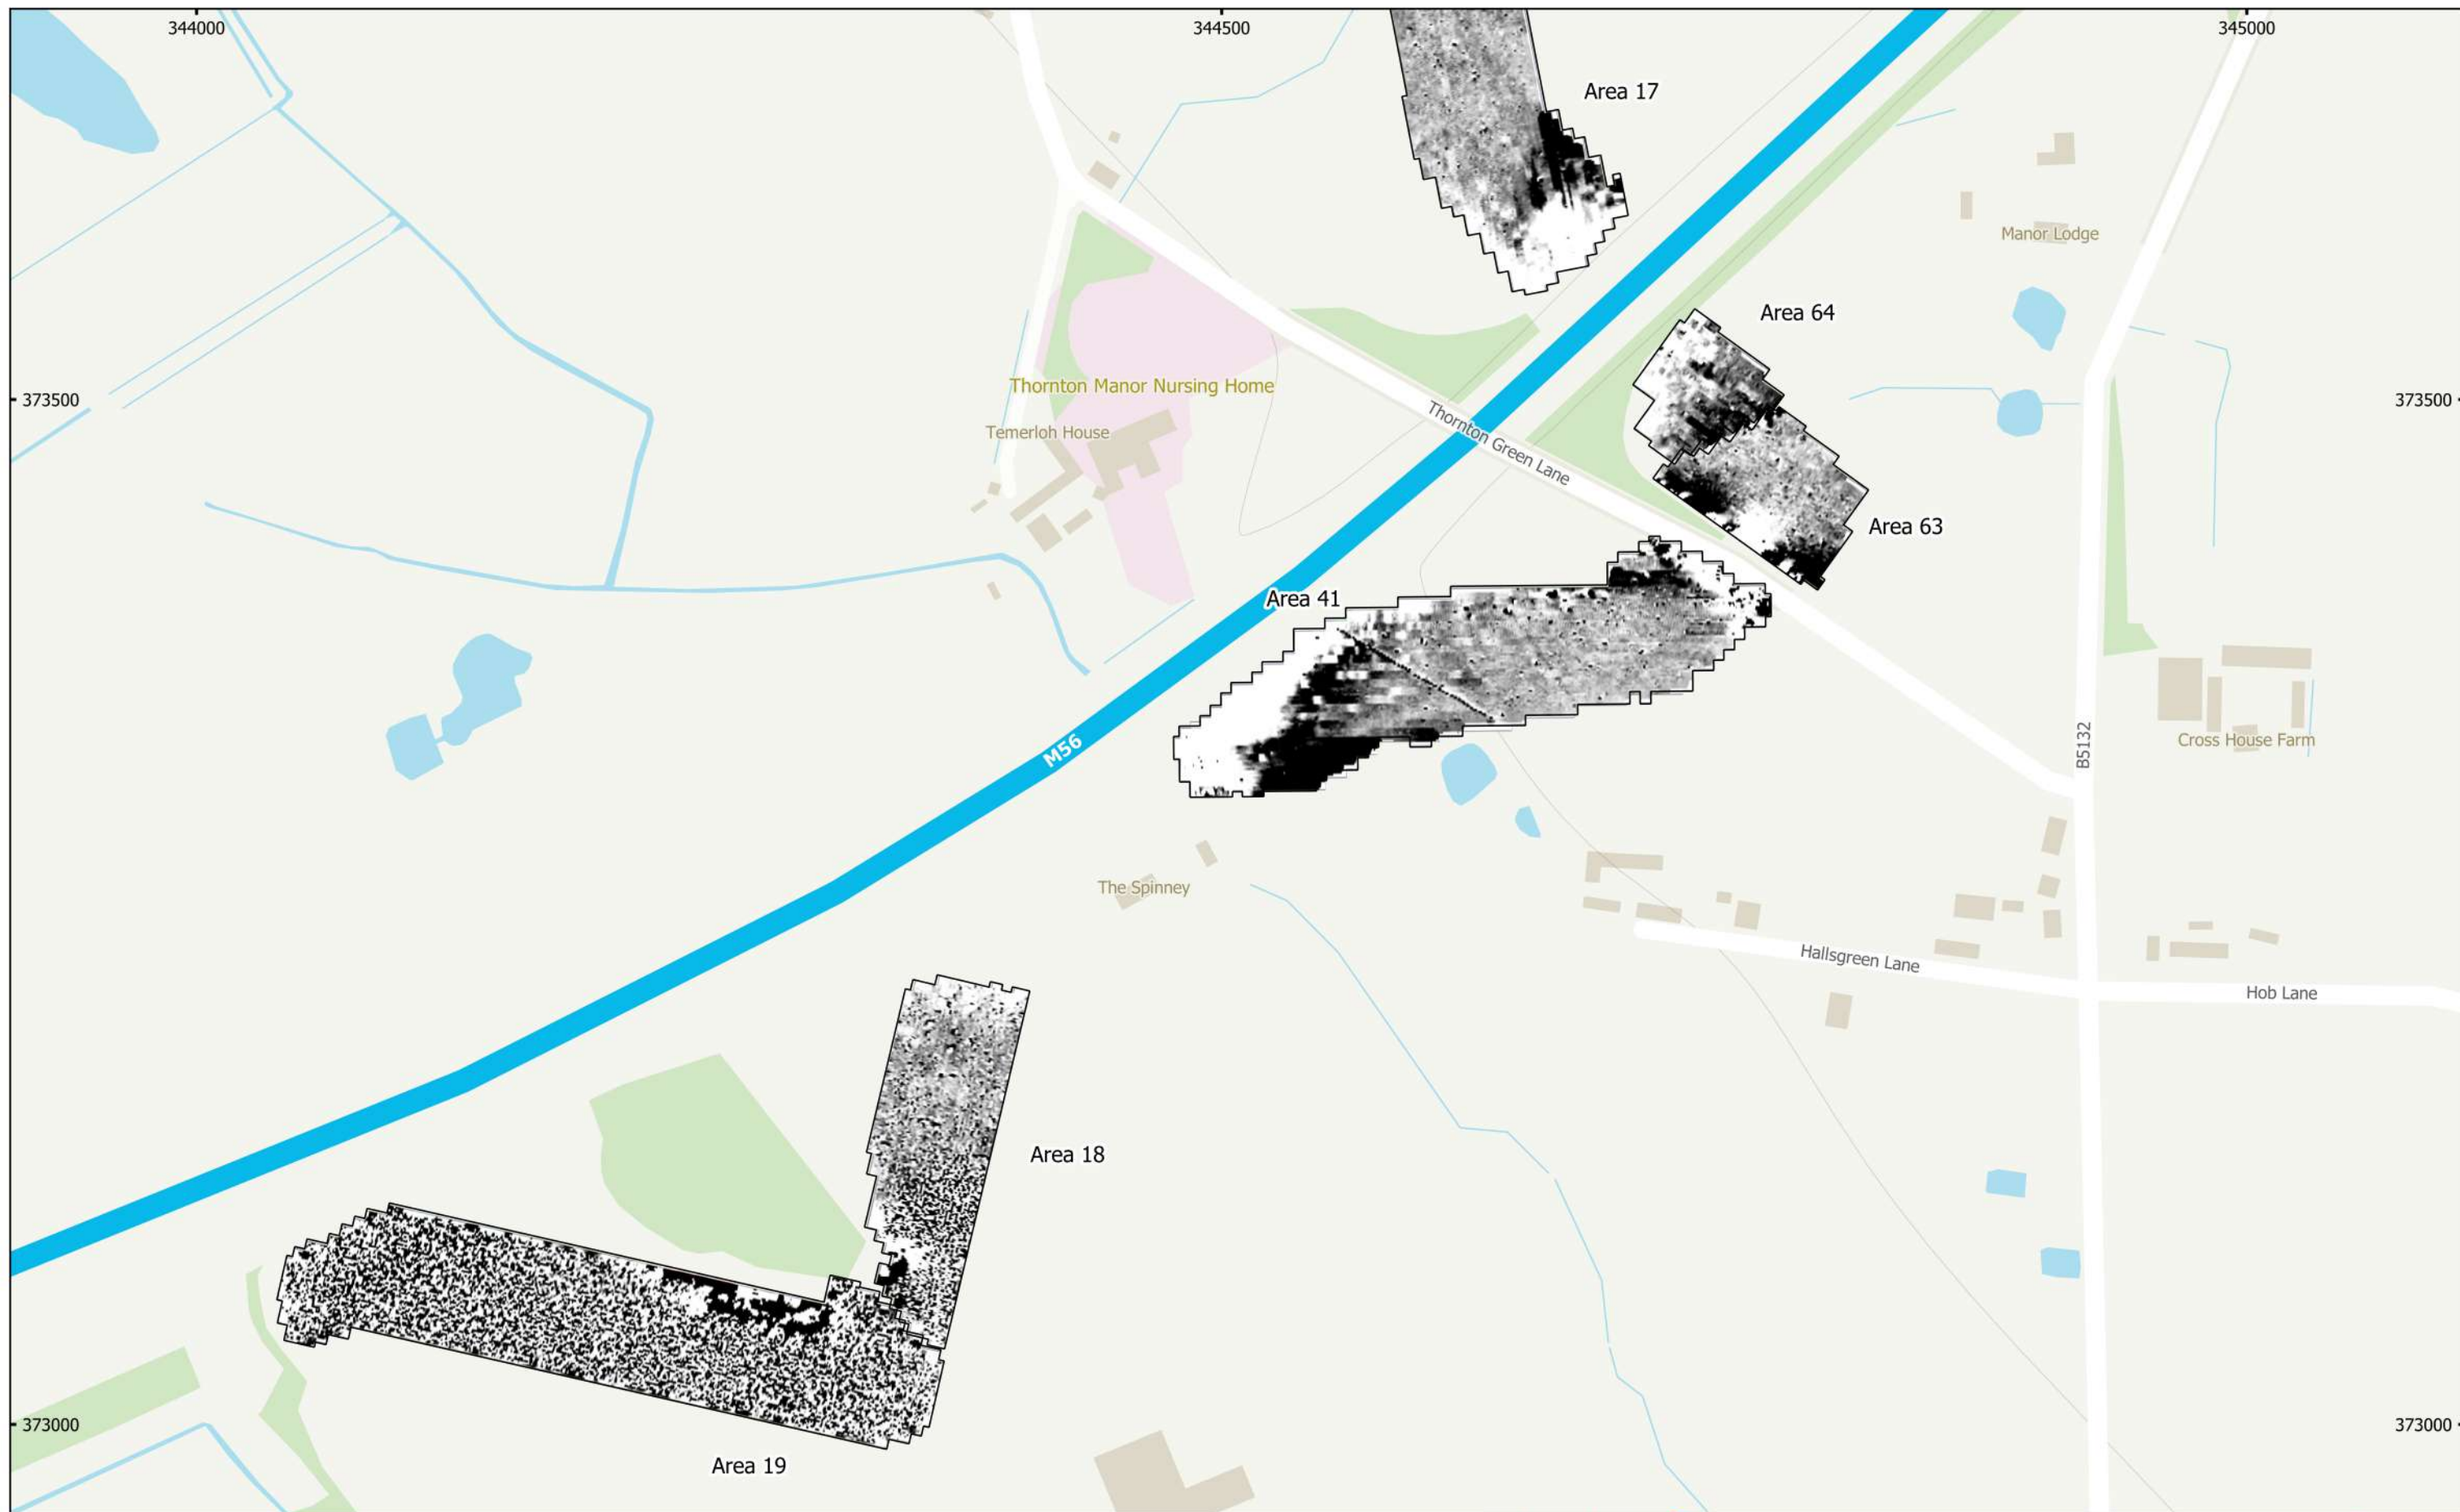 344000
344500
345000
Area 17
Manor Lodge
Area 64
Thornton Manor Nursing Home
373500
373500
Temerloh House
Thornton Green Lane
Area 63
Area 41
M56
B5132
Cross House Farm
The Spinney
Hallsgreen Lane
Hob Lane
Area 18
373000
373000
Area 19